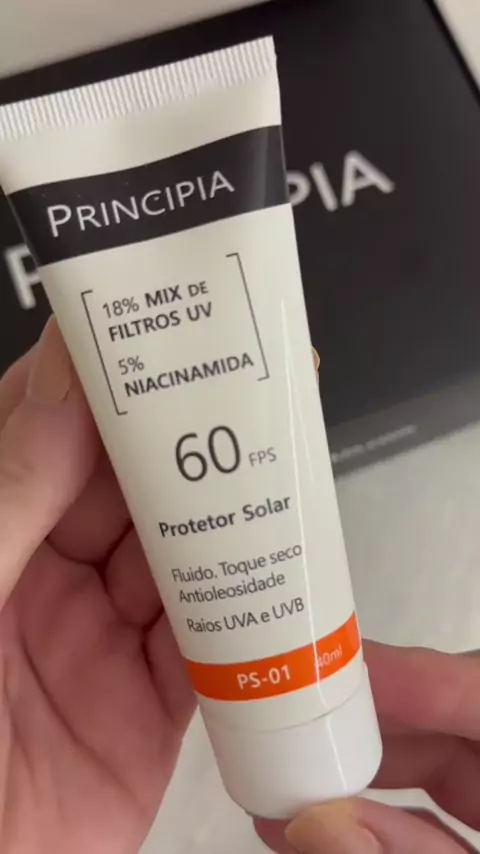 PRINCIPIA
18% MIX DE
FILTROS UV
5%
NIACINAMIDA
60 FPS
Protetor Solar
Fluido. Toque seco
Antioleosidade
Raios UVA e UVB
PS-01 40ml
PIA